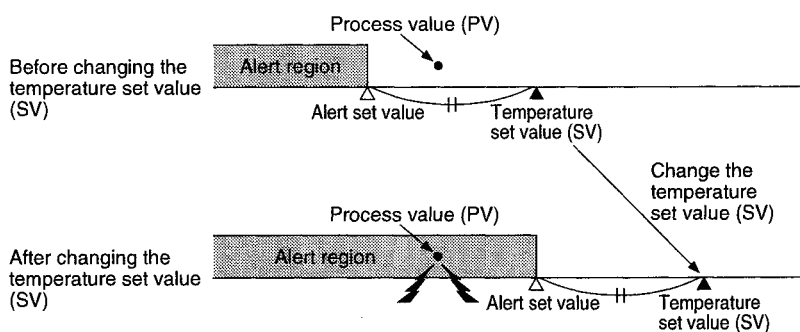 Process value (PV)
Before changing the
temperature set value
(SV)
Alert region
Alert set value
Temperature
set value (SV)
Change the
temperature
set value (SV)
Process value (PV)
After changing the
temperature set value
(SV)
Alert region
Alert set value
Temperature
set value (SV)